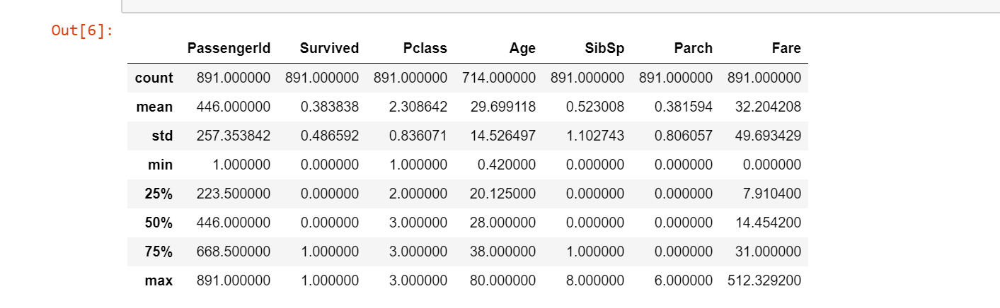 Out[6]:
PassengerId Survived Pclass Age SibSp Parch Fare
count 891.000000 891.000000 891.000000 714.000000 891.000000 891.000000 891.000000
mean 446.000000 0.383838 2.308642 29.699118 0.523008 0.381594 32.204208
std 257.353842 0.486592 0.836071 14.526497 1.102743 0.806057 49.693429
min 1.000000 0.000000 1.000000 0.420000 0.000000 0.000000 0.000000
25% 223.500000 0.000000 2.000000 20.125000 0.000000 0.000000 7.910400
50% 446.000000 0.000000 3.000000 28.000000 0.000000 0.000000 14.454200
75% 668.500000 1.000000 3.000000 38.000000 1.000000 0.000000 31.000000
max 891.000000 1.000000 3.000000 80.000000 8.000000 6.000000 512.329200